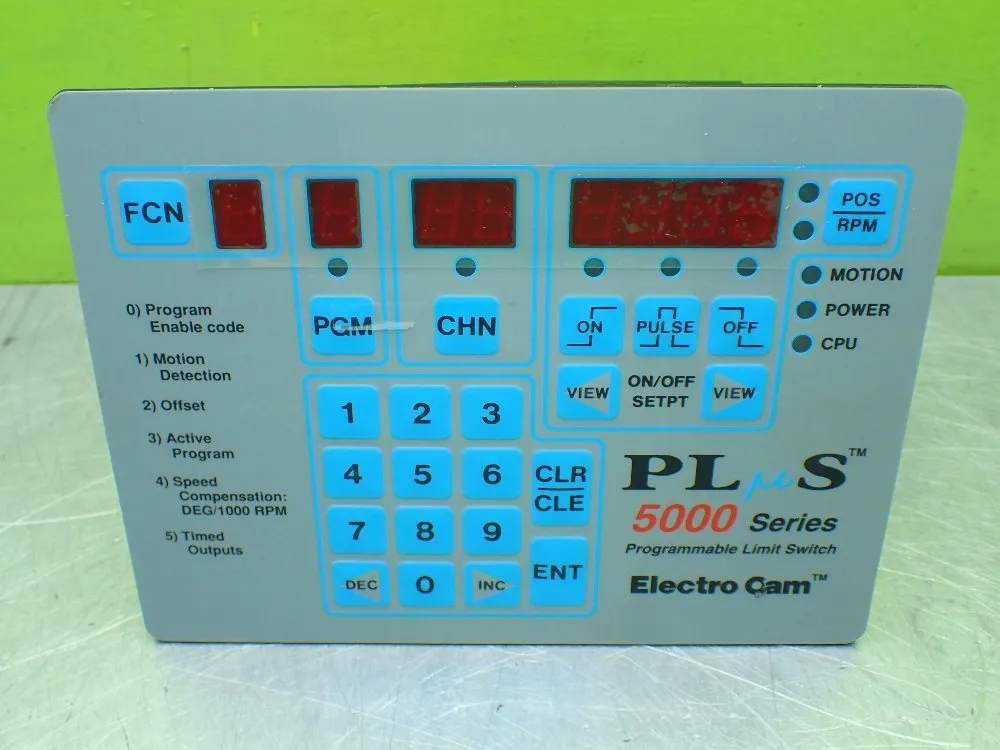 FCN
PGM
CHN
ON
PULSE
OFF
VIEW
ON/OFF
SETPT
VIEW
POS
RPM
MOTION
POWER
CPU
0) Program
Enable code
1) Motion
Detection
2) Offset
3) Active
Program
4) Speed
Compensation:
DEG/1000 RPM
5) Timed
Outputs
1 2 3
4 5 6
7 8 9
DEC 0 INC
CLR
CLE
ENT
PLμS™
5000 Series
Programmable Limit Switch
Electro Cam™